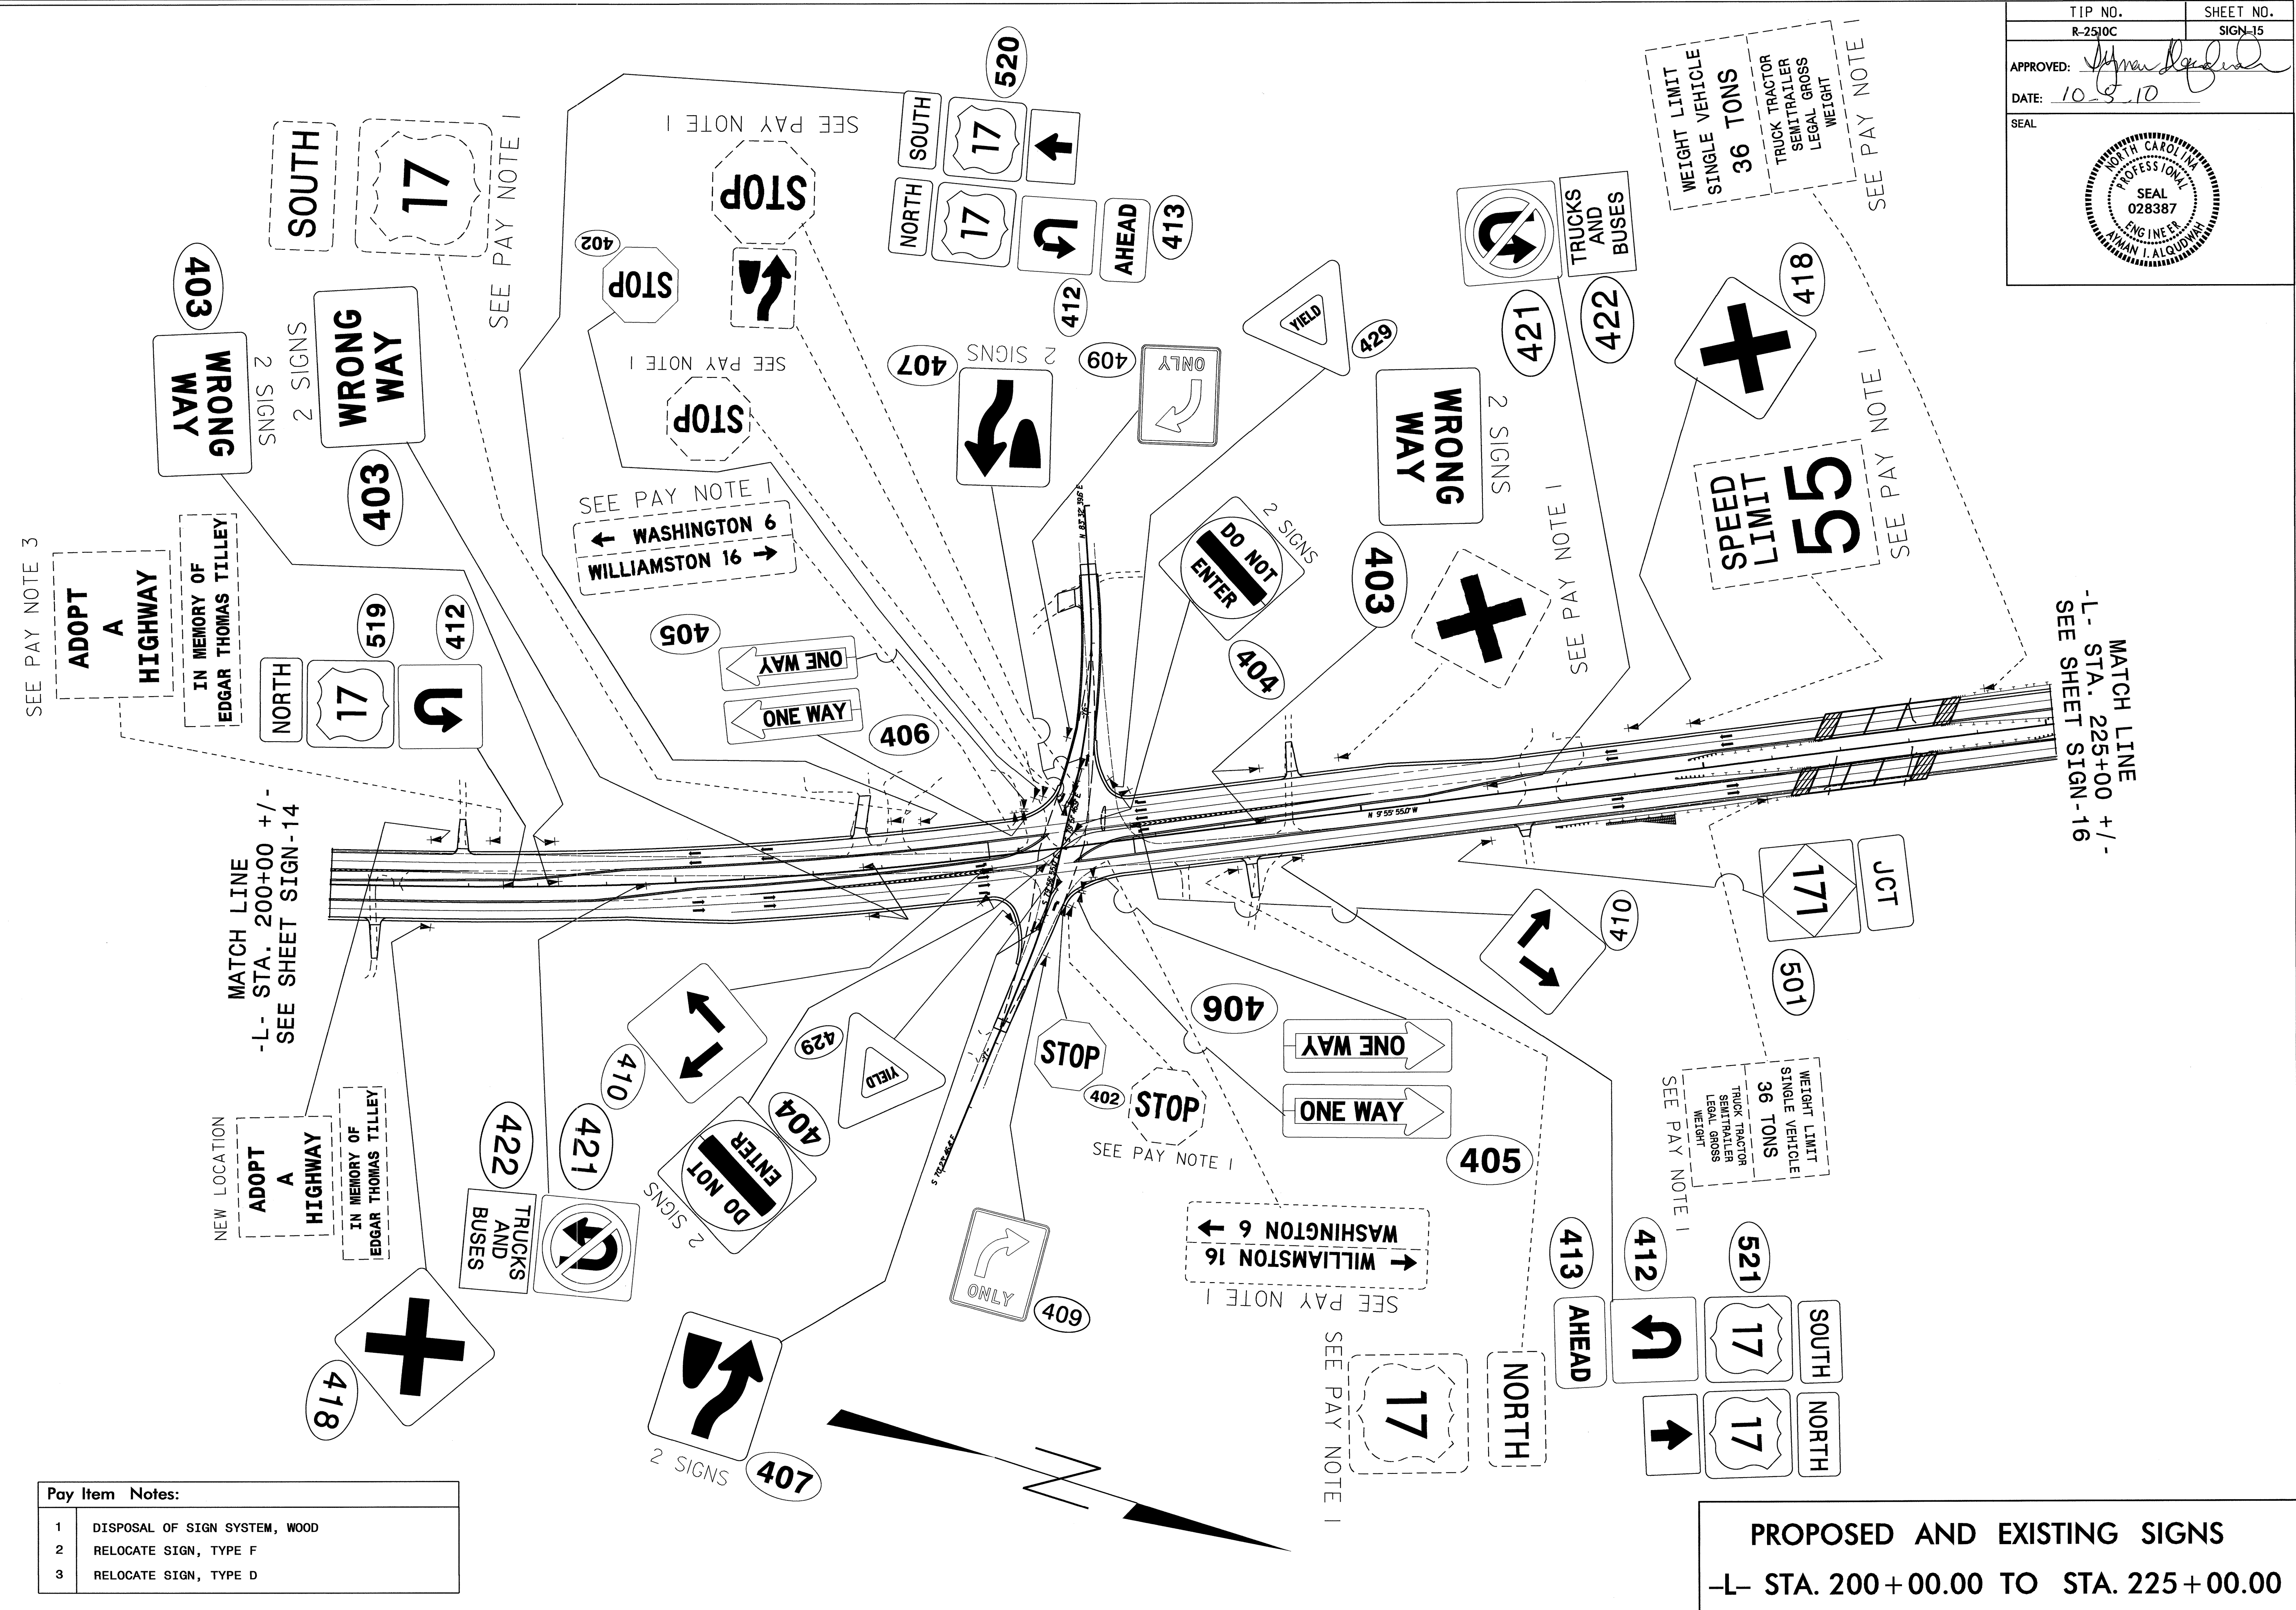 TIP NO.
SHEET NO.
R-2510C
SIGN-15
APPROVED:
DATE: 10-5-10
SEAL
NORTH CAROLINA
PROFESSIONAL
SEAL
028387
ENGINEER
AYMAN I. ALQUDWAH
520
SOUTH
17
NORTH
17
AHEAD
413
412
SEE PAY NOTE 1
STOP
402
STOP
SEE PAY NOTE 1
STOP
SOUTH
17
SEE PAY NOTE 1
403
WRONG
WAY
2 SIGNS
2 SIGNS
WRONG
WAY
403
WEIGHT LIMIT
SINGLE VEHICLE
36 TONS
TRUCK TRACTOR
SEMITRAILER
LEGAL GROSS
WEIGHT
SEE PAY NOTE 1
TRUCKS
AND
BUSES
421
422
418
YIELD
429
407
2 SIGNS
409
ONLY
WRONG
WAY
2 SIGNS
403
SPEED
LIMIT
55
SEE PAY NOTE 1
SEE PAY NOTE 1
SEE PAY NOTE 1
← WASHINGTON 6
WILLIAMSTON 16 →
DO NOT
ENTER
2 SIGNS
404
SEE PAY NOTE 1
SEE PAY NOTE 3
ADOPT
A
HIGHWAY
IN MEMORY OF
EDGAR THOMAS TILLEY
519
412
NORTH
17
405
ONE WAY
ONE WAY
406
N 83° 32' 39.6" E
N 9° 55' 55.0" W
MATCH LINE
-L- STA. 225+00 +/-
SEE SHEET SIGN-16
MATCH LINE
-L- STA. 200+00 +/-
SEE SHEET SIGN-14
JCT
171
501
410
410
429
YIELD
STOP
402
STOP
SEE PAY NOTE 1
406
ONE WAY
ONE WAY
405
WEIGHT LIMIT
SINGLE VEHICLE
36 TONS
TRUCK TRACTOR
SEMITRAILER
LEGAL GROSS
WEIGHT
SEE PAY NOTE 1
NEW LOCATION
ADOPT
A
HIGHWAY
IN MEMORY OF
EDGAR THOMAS TILLEY
422
421
TRUCKS
AND
BUSES
404
DO NOT
ENTER
2 SIGNS
418
407
2 SIGNS
ONLY
409
WILLIAMSTON 16 →
← WASHINGTON 6
SEE PAY NOTE 1
SEE PAY NOTE 1
17
NORTH
413
412
521
AHEAD
17
SOUTH
17
NORTH
Pay Item Notes:
1 DISPOSAL OF SIGN SYSTEM, WOOD
2 RELOCATE SIGN, TYPE F
3 RELOCATE SIGN, TYPE D
PROPOSED AND EXISTING SIGNS
-L- STA. 200+00.00 TO STA. 225+00.00